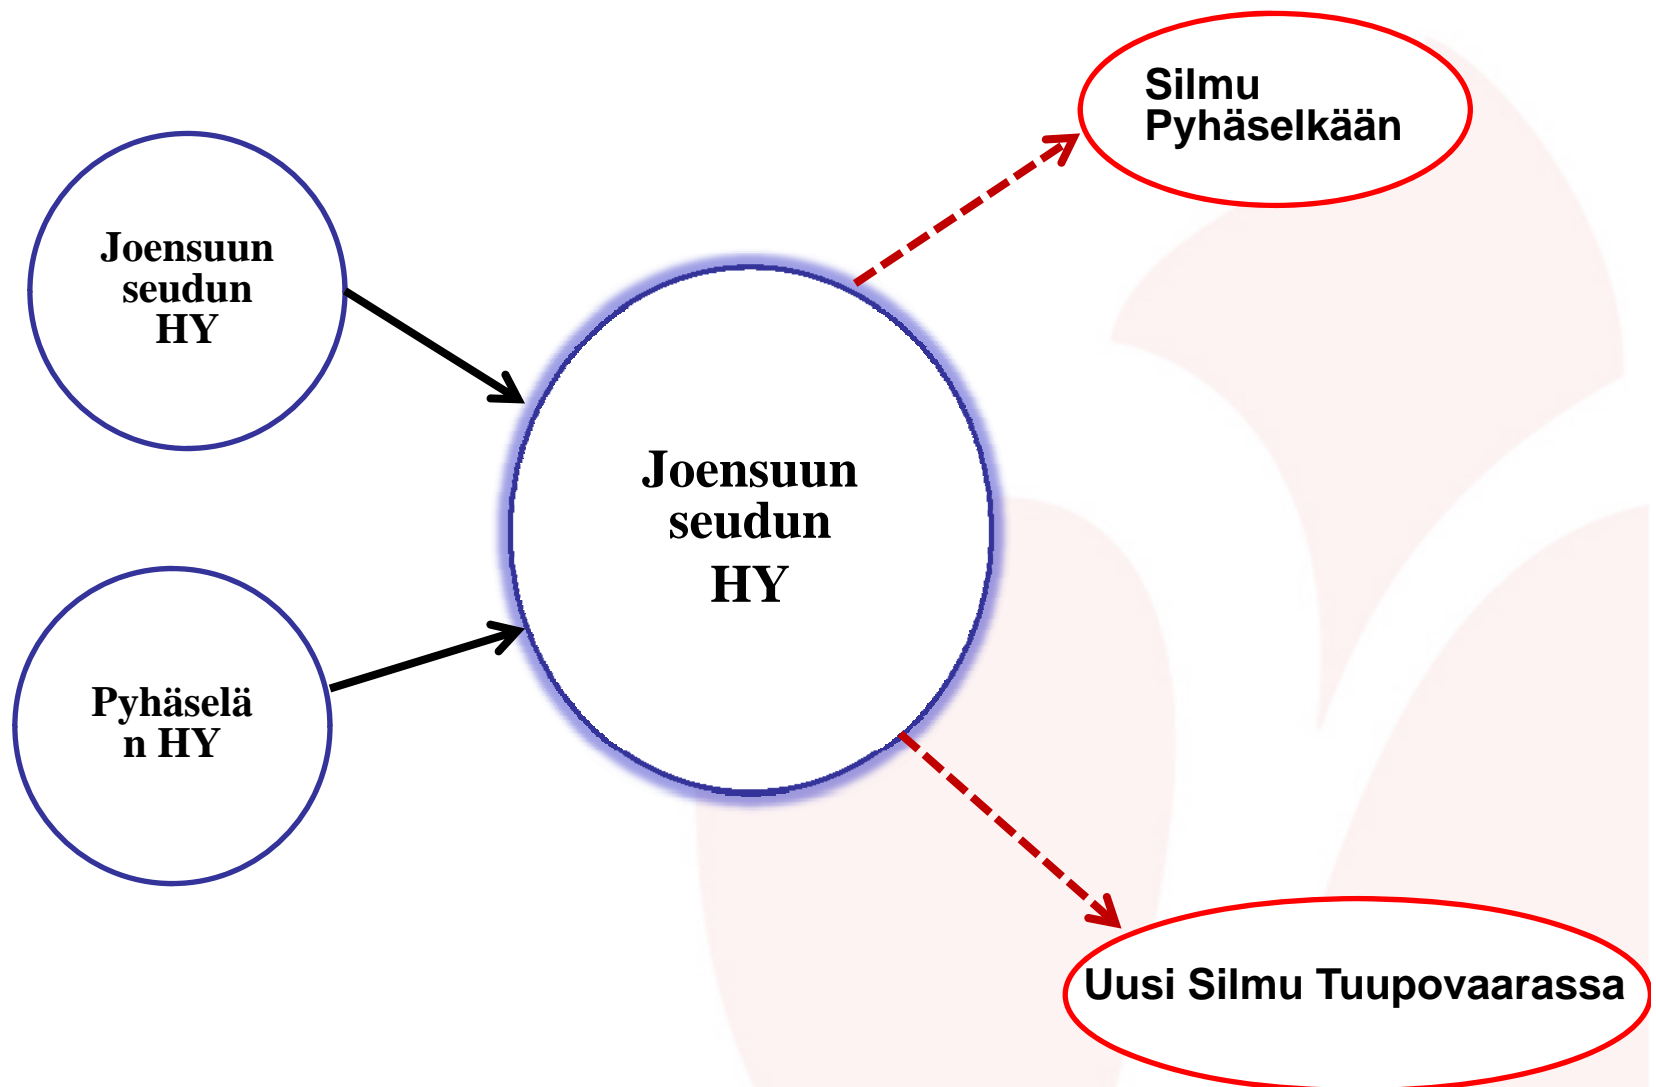 Silmu
Pyhäselkään
Joensuun
seudun
HY
Joensuun
seudun
HY
Pyhäselä
n HY
Uusi Silmu Tuupovaarassa